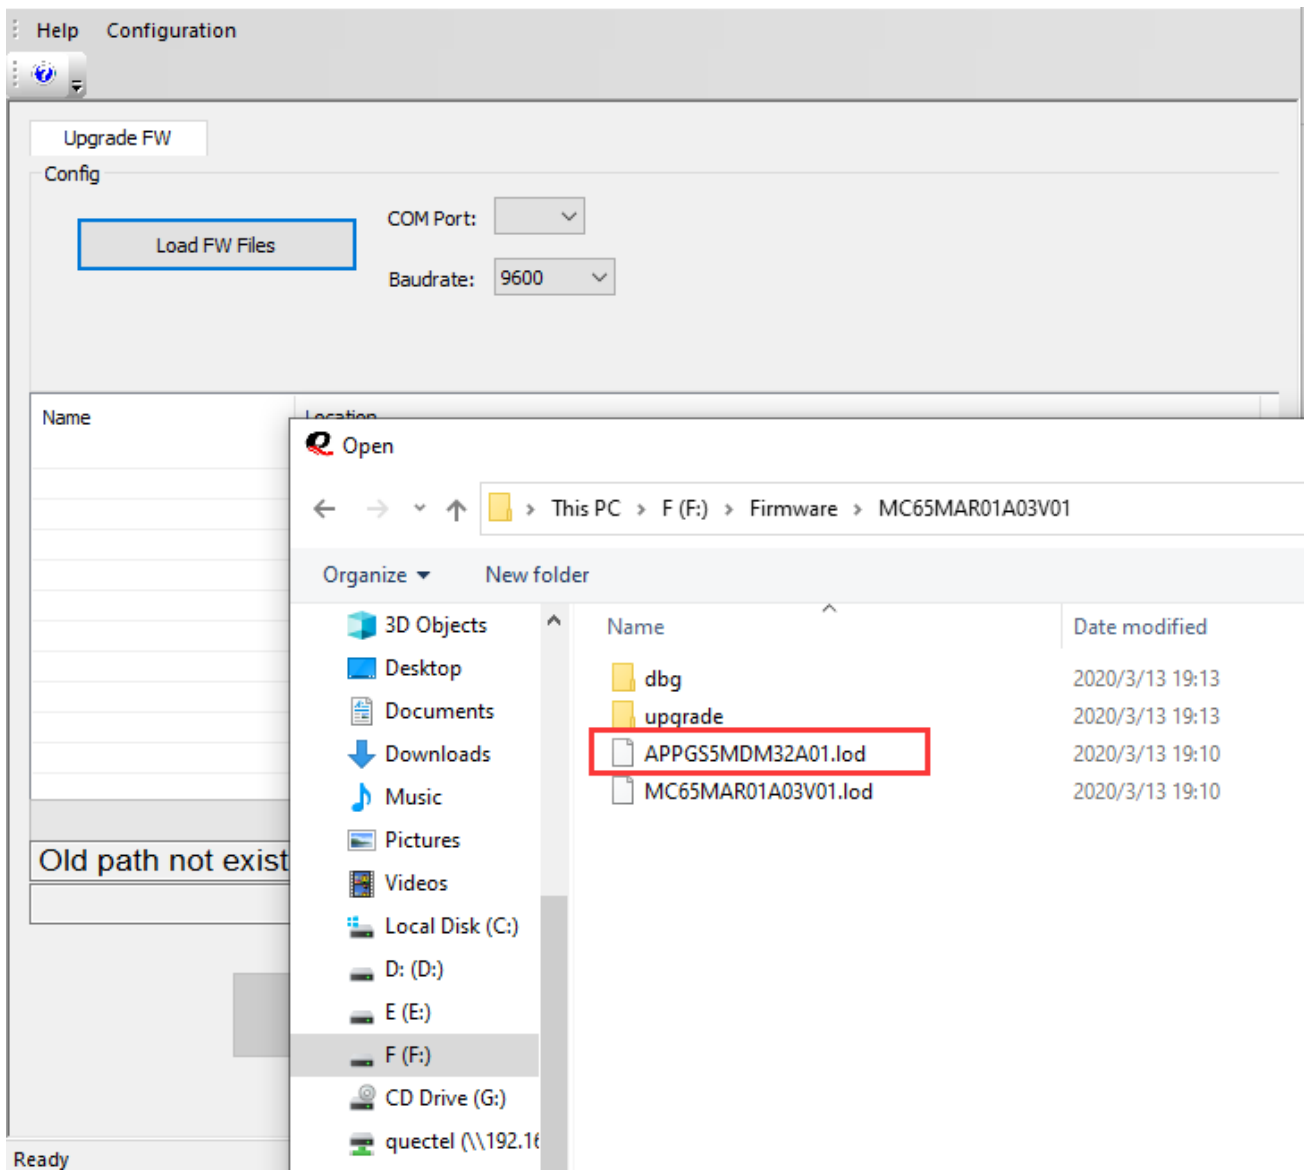 Help Configuration
Upgrade FW
Config
Load FW Files
COM Port:
Baudrate: 9600
Name Location
Open
This PC > F (F:) > Firmware > MC65MAR01A03V01
Organize New folder
3D Objects
Desktop
Documents
Downloads
Music
Pictures
Videos
Local Disk (C:)
D: (D:)
E (E:)
F (F:)
CD Drive (G:)
quectel (\\192.16
Name Date modified
dbg 2020/3/13 19:13
upgrade 2020/3/13 19:13
APPGS5MDM32A01.lod 2020/3/13 19:10
MC65MAR01A03V01.lod 2020/3/13 19:10
Old path not exist
Ready